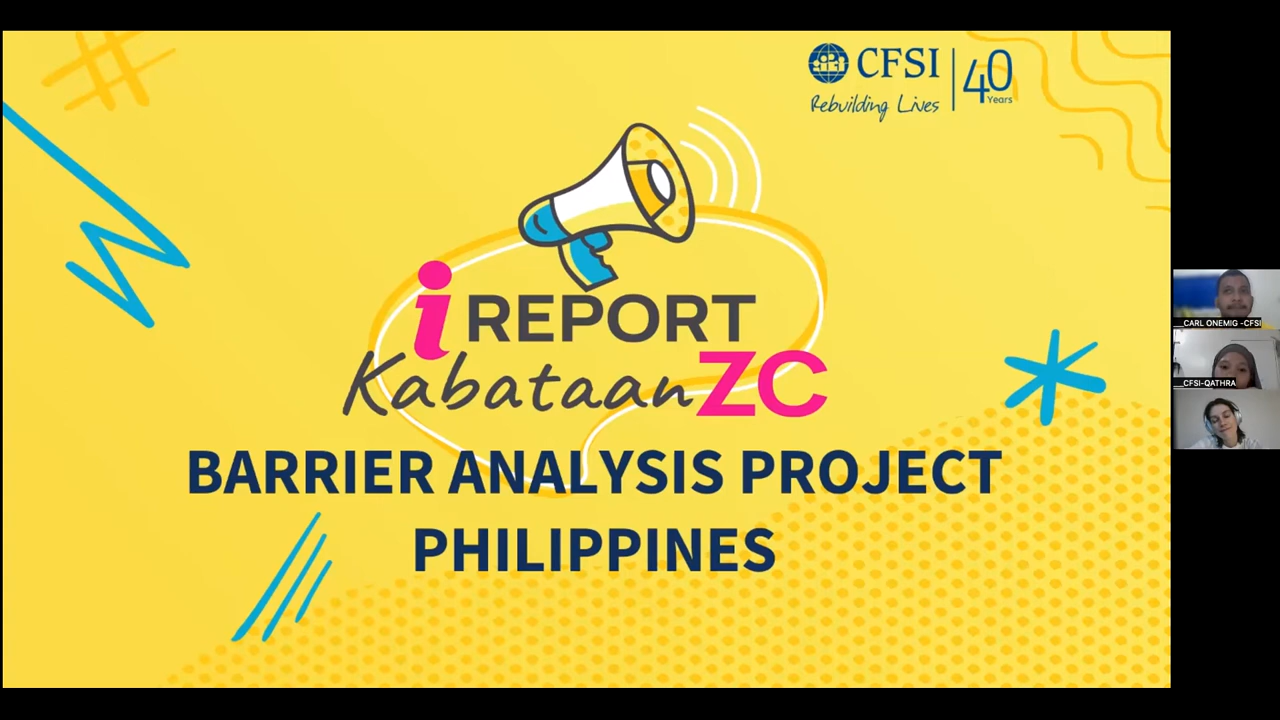 CFSI
40
Years
Rebuilding Lives
i REPORT
Kabataan ZC
BARRIER ANALYSIS PROJECT
PHILIPPINES
CARL ONEMIG -CFSI
CFSI-QATHRA